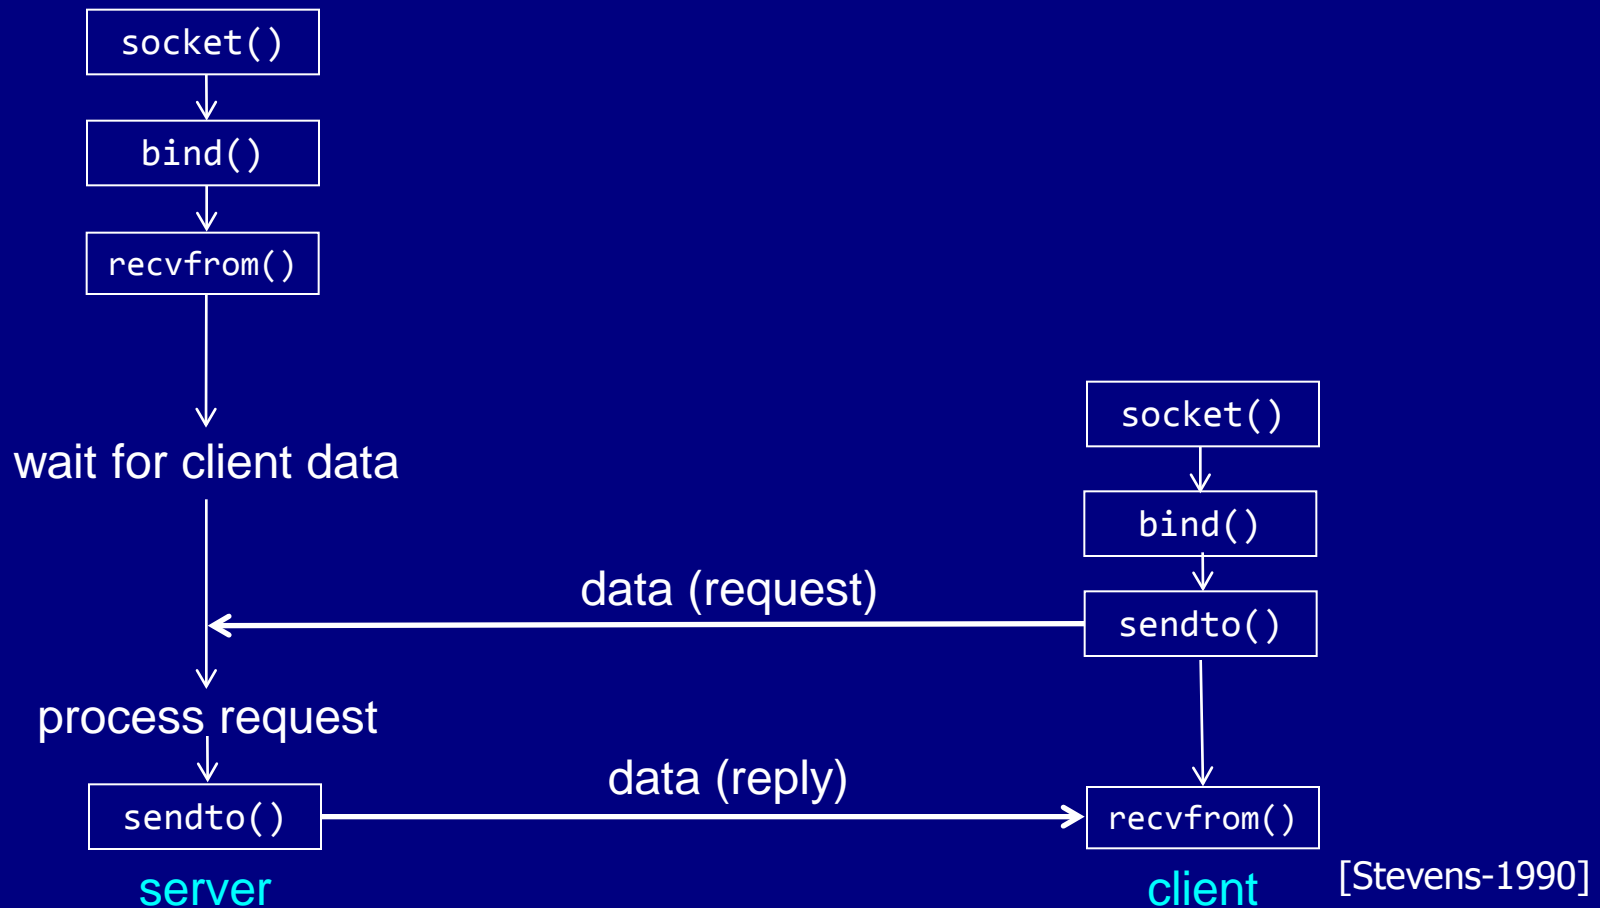 socket()
bind()
recvfrom()
wait for client data
socket()
bind()
data (request)
sendto()
process request
data (reply)
sendto()
recvfrom()
server
client
[Stevens-1990]